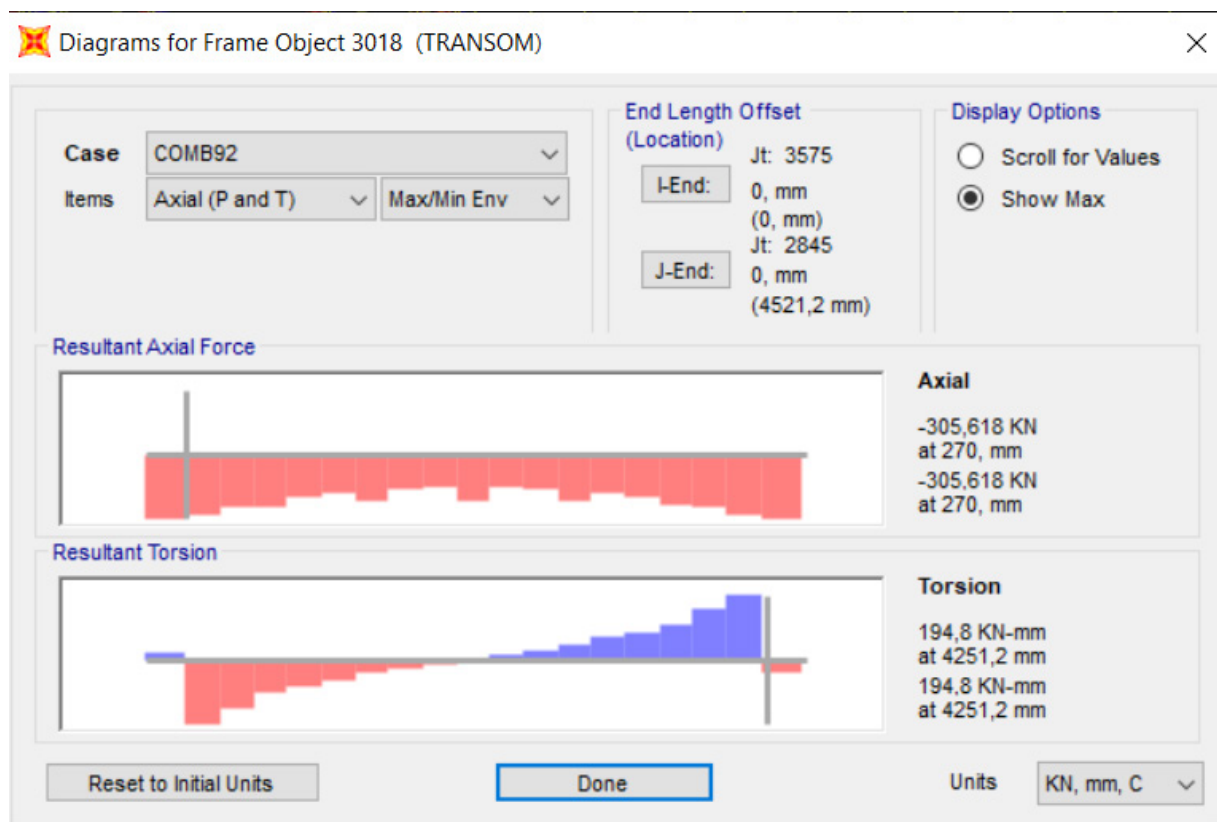 Diagrams for Frame Object 3018 (TRANSOM)
Case COMB92
Items Axial (P and T) Max/Min Env
End Length Offset
(Location)
I-End:
Jt: 3575
0, mm
(0, mm)
J-End:
Jt: 2845
0, mm
(4521,2 mm)
Display Options
Scroll for Values
Show Max
Resultant Axial Force
Axial
-305,618 KN
at 270, mm
-305,618 KN
at 270, mm
Resultant Torsion
Torsion
194,8 KN-mm
at 4251,2 mm
194,8 KN-mm
at 4251,2 mm
Reset to Initial Units
Done
Units KN, mm, C